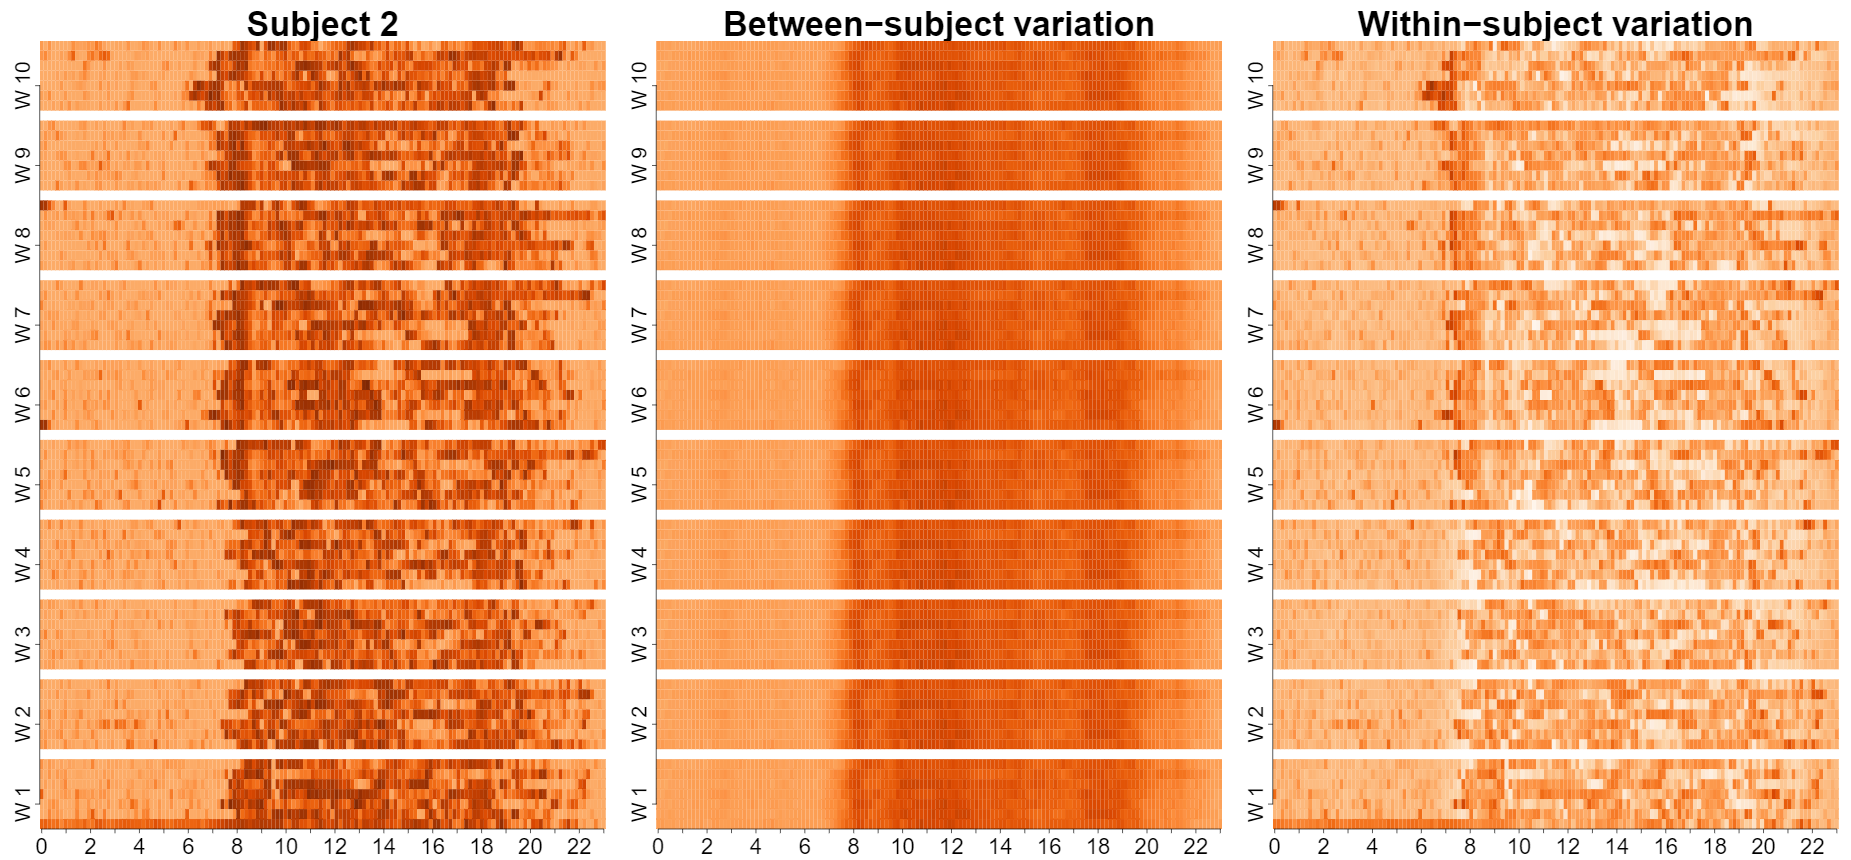 Subject 2
Between−subject variation
Within−subject variation
W 10
W 9
W 8
W 7
W 6
W 5
W 4
W 3
W 2
W 1
0 2 4 6 8 10 12 14 16 18 20 22
W 10
W 9
W 8
W 7
W 6
W 5
W 4
W 3
W 2
W 1
0 2 4 6 8 10 12 14 16 18 20 22
W 10
W 9
W 8
W 7
W 6
W 5
W 4
W 3
W 2
W 1
0 2 4 6 8 10 12 14 16 18 20 22